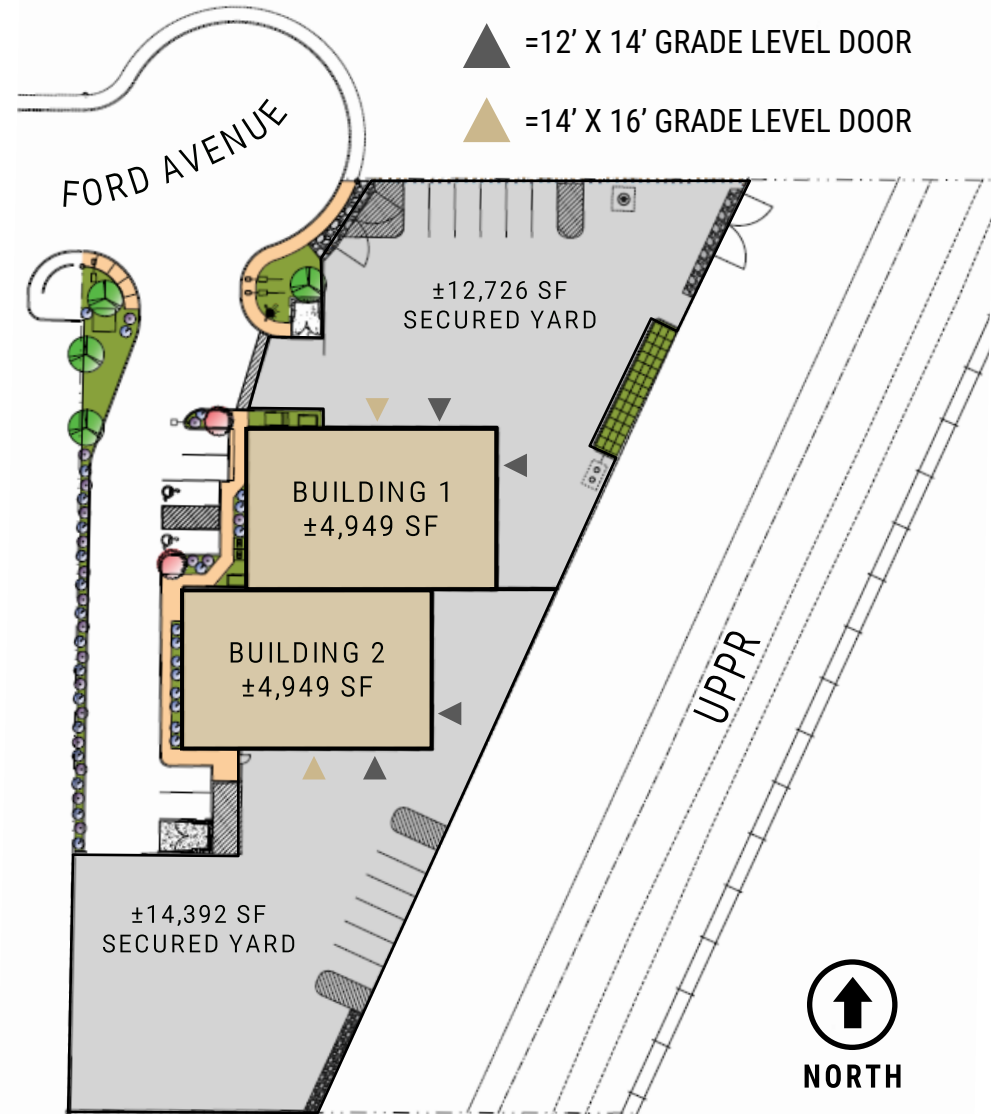 =12’ X 14’ GRADE LEVEL DOOR
=14’ X 16’ GRADE LEVEL DOOR
FORD AVENUE
±12,726 SF
SECURED YARD
BUILDING 1
±4,949 SF
BUILDING 2
±4,949 SF
UPPR
±14,392 SF
SECURED YARD
NORTH